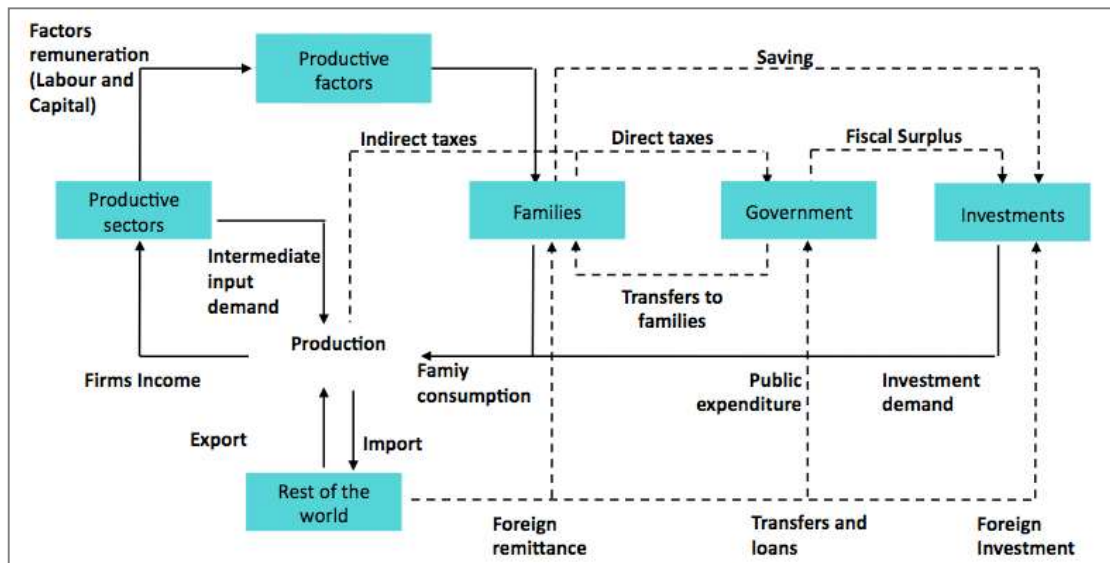 Factors
remuneration
(Labour and
Capital)
Productive
factors
Saving
Indirect taxes
Direct taxes
Fiscal Surplus
Productive
sectors
Families
Government
Investments
Intermediate
input
demand
Transfers to
families
Production
Firms Income
Famiy
consumption
Public
expenditure
Investment
demand
Export
Import
Rest of the
world
Foreign
remittance
Transfers and
loans
Foreign
Investment